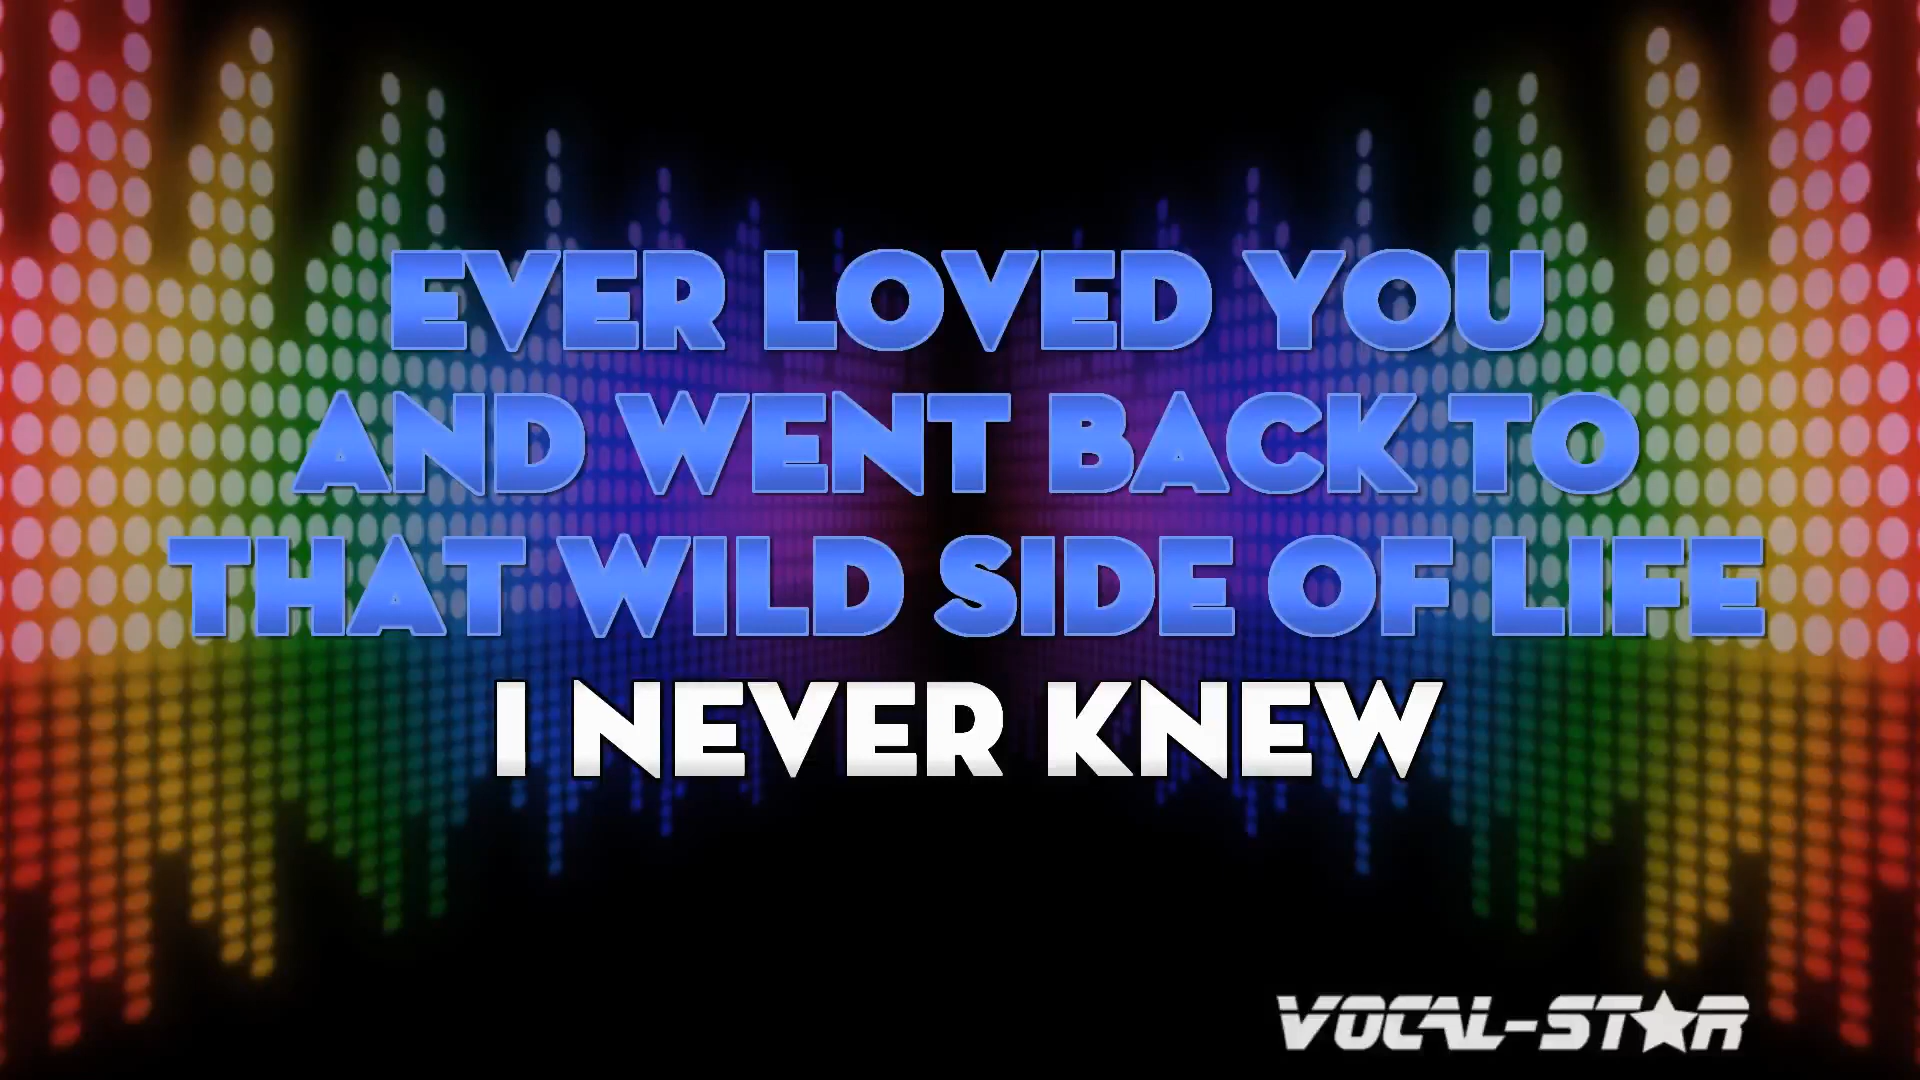 EVER LOVED YOU
AND WENT BACK TO
THAT WILD SIDE OF LIFE
I NEVER KNEW
VOCAL-STAR